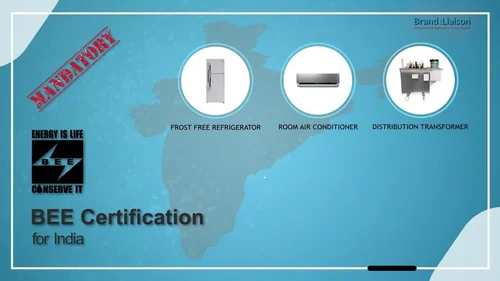 Brand Liaison
MANDATORY
FROST FREE REFRIGERATOR
ROOM AIR CONDITIONER
DISTRIBUTION TRANSFORMER
ENERGY IS LIFE
BEE
CONSERVE IT
BEE Certification
for India